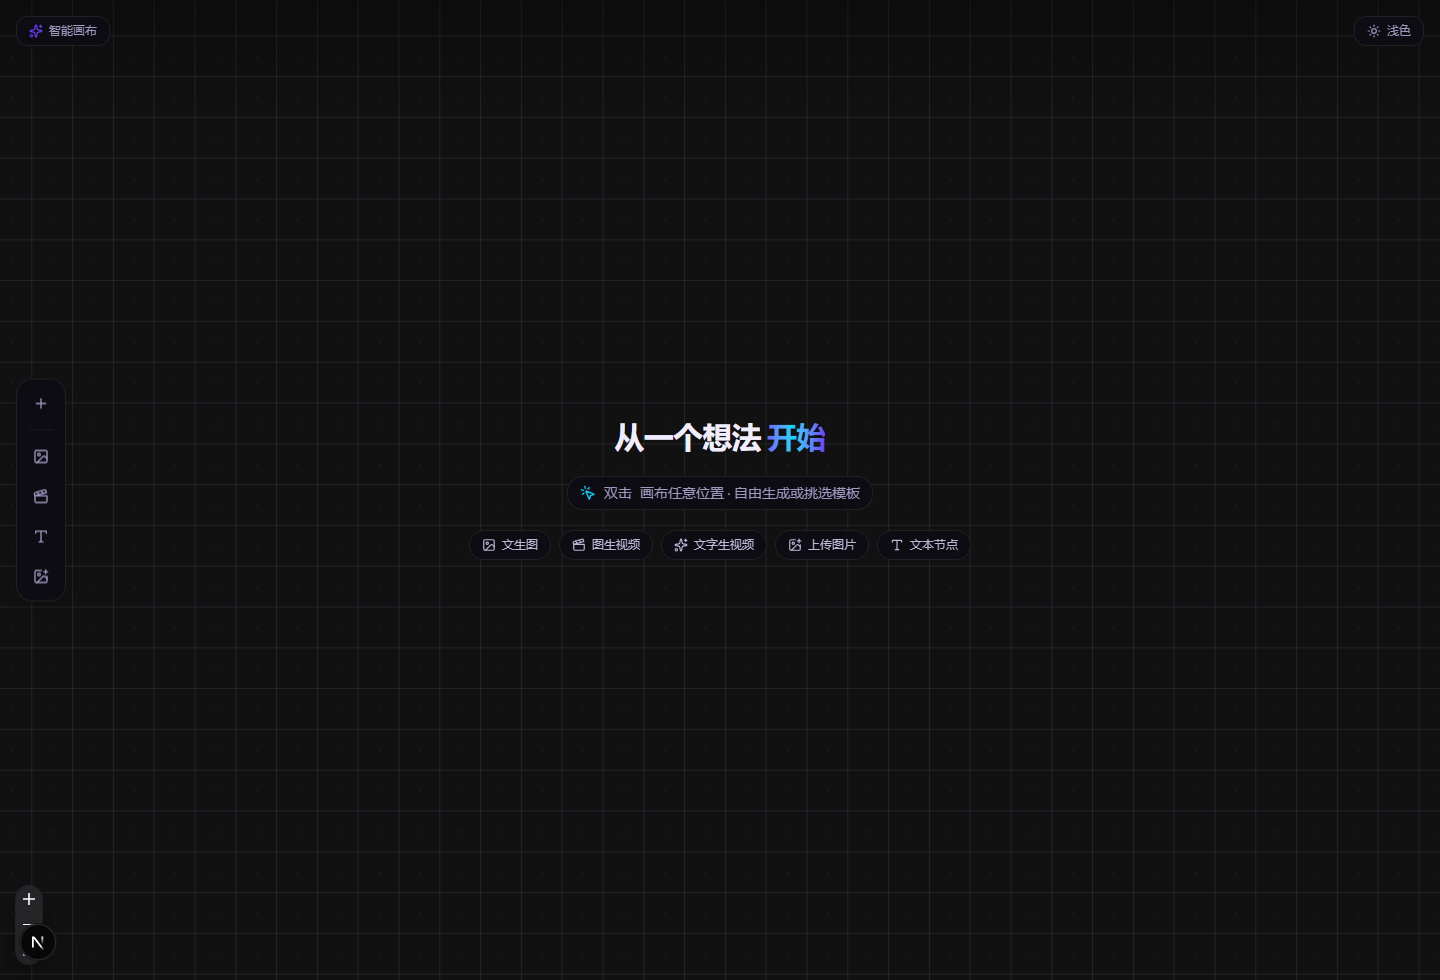 智能画布
浅色
从一个想法 开始
双击 画布任意位置 · 自由生成或挑选模板
文生图
图生视频
文字生视频
上传图片
文本节点
N